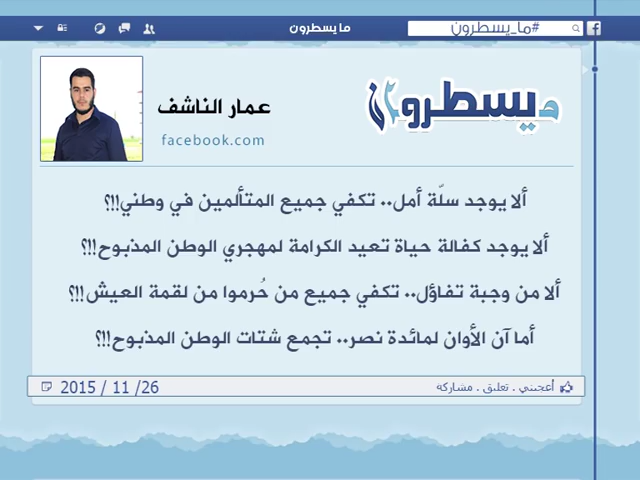 ما يسطرون
#ما_يسطرون
ما يسطرون
عمار الناشف
facebook.com
ألا يوجد سلّة أمل.. تكفي جميع المتألمين في وطني!!؟
ألا يوجد كفالة حياة تعيد الكرامة لمهجري الوطن المذبوح!!؟
ألا من وجبة تفاؤل.. تكفي جميع من حُرموا من لقمة العيش!!؟
أما آن الأوان لمائدة نصر.. تجمع شتات الوطن المذبوح!!؟
أعجبني . تعليق . مشاركة
2015 / 11 /26